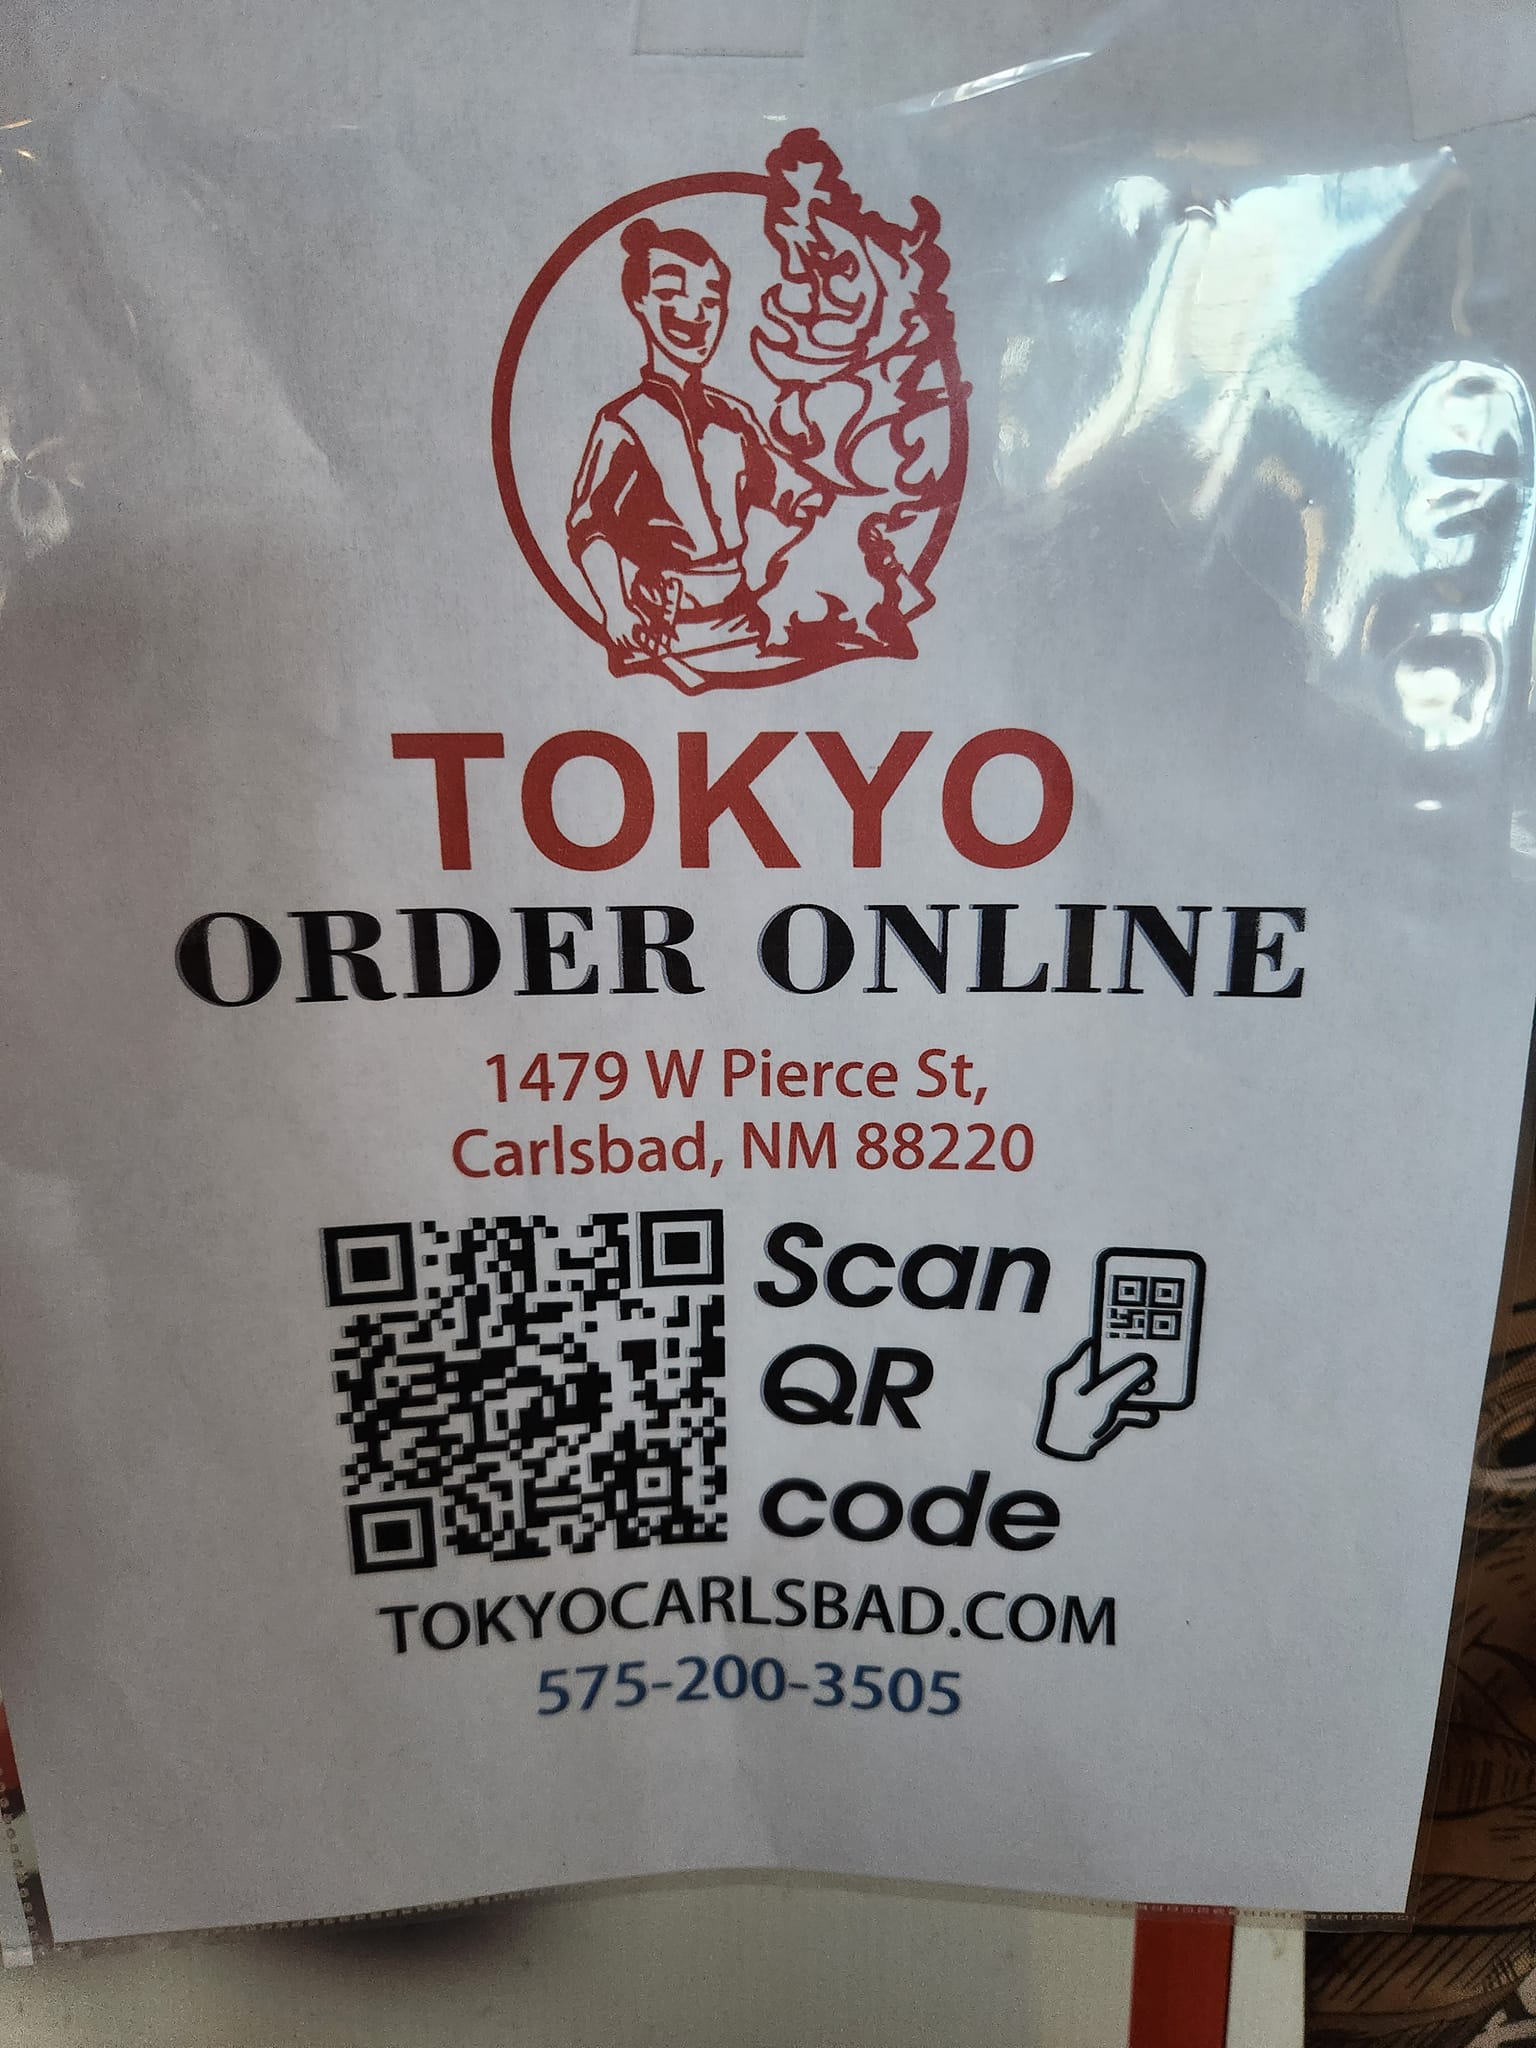 TOKYO
ORDER ONLINE
1479 W Pierce St,
Carlsbad, NM 88220
Scan
QR
code
TOKYOCARLSBAD.COM
575-200-3505